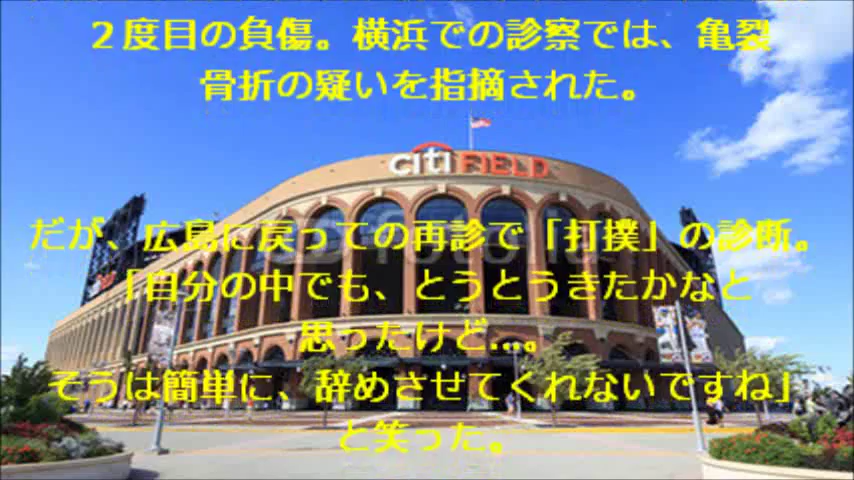 ２度目の負傷。横浜での診察では、亀裂
骨折の疑いを指摘された。
citi FIELD
だが、広島に戻っての再診で「打撲」の診断。
「自分の中でも、とうとうきたかなと
思ったけど…。
そうは簡単に、辞めさせてくれないですね」
と笑った。